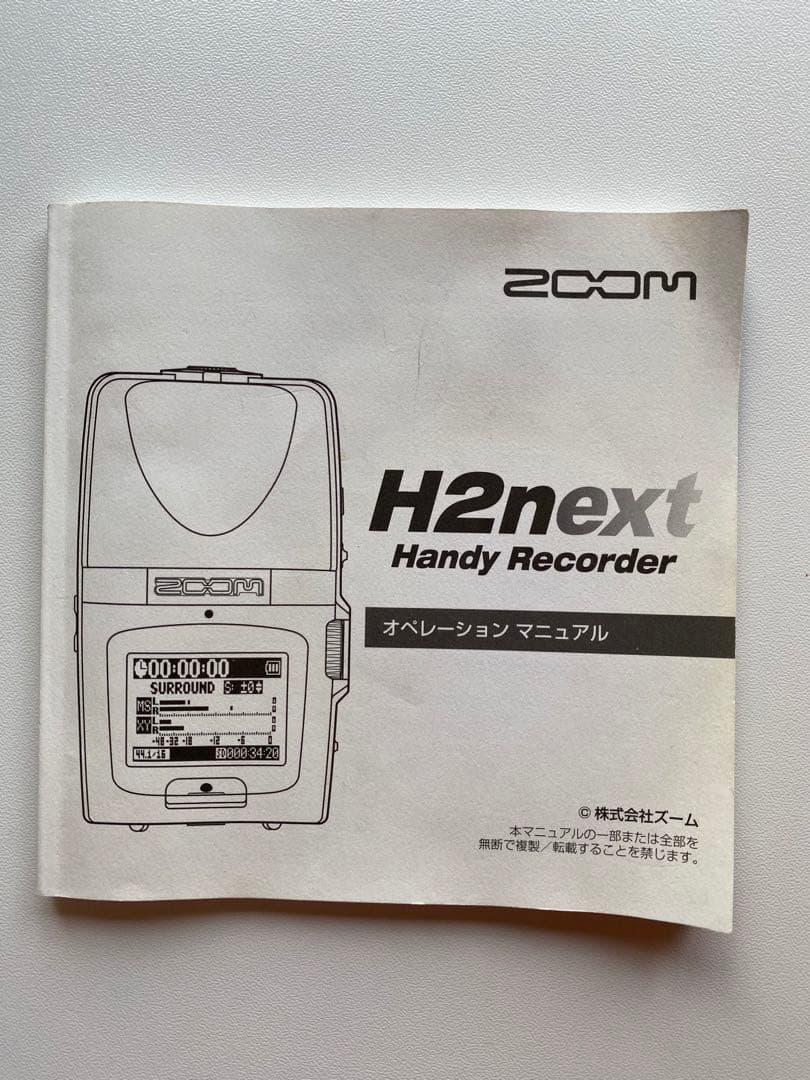 ZOOM
H2next
Handy Recorder
オペレーション マニュアル
ZOOM
00:00:00
SURROUND S: ±0
MS L
R
XY L
R
-48 -32 -18 -12 -6 0
44.1/16 SD000:34:20
© 株式会社ズーム
本マニュアルの一部または全部を
無断で複製／転載することを禁じます。